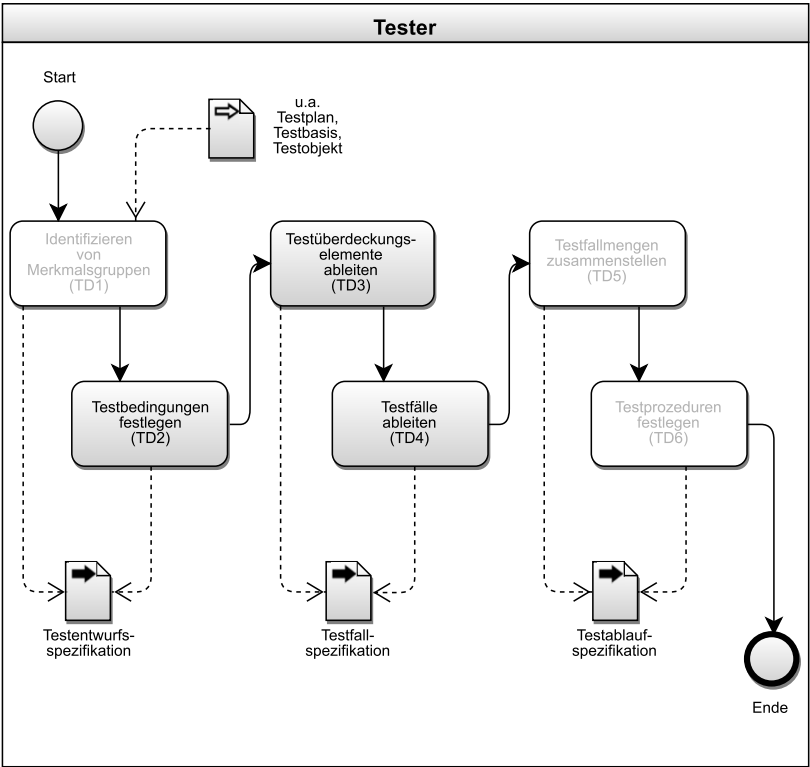 Tester
Start
u.a.
Testplan,
Testbasis,
Testobjekt
Identifizieren
von
Merkmalsgruppen
(TD1)
Testüberdeckungs-
elemente
ableiten
(TD3)
Testfallmengen
zusammenstellen
(TD5)
Testbedingungen
festlegen
(TD2)
Testfälle
ableiten
(TD4)
Testprozeduren
festlegen
(TD6)
Testentwurfs-
spezifikation
Testfall-
spezifikation
Testablauf-
spezifikation
Ende